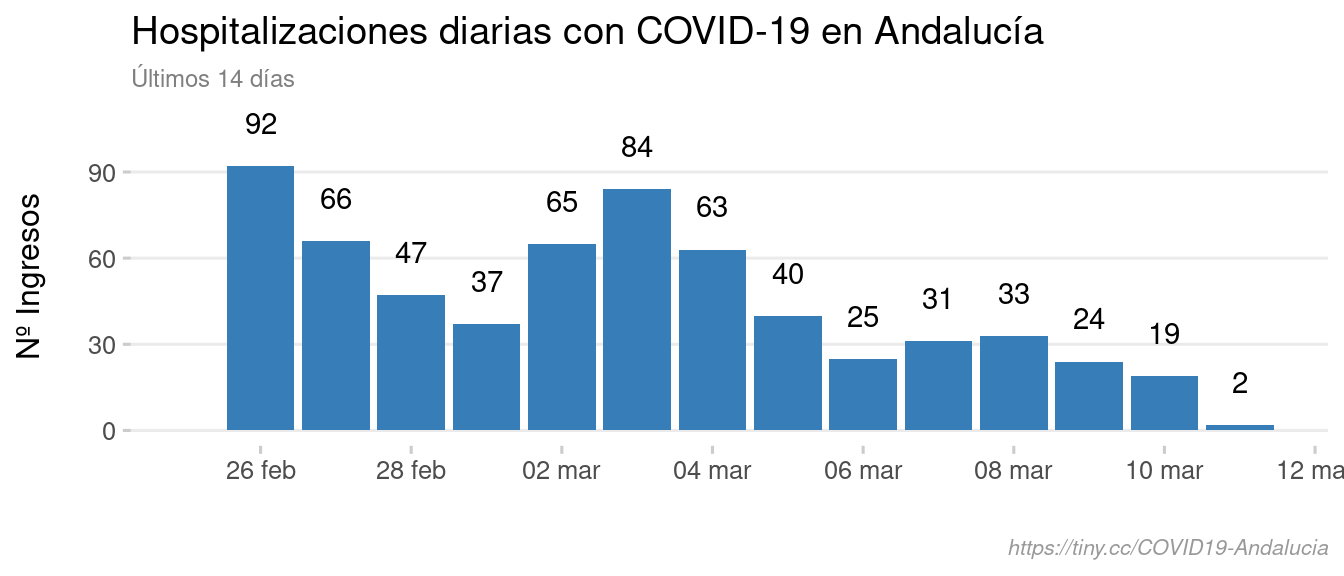 Hospitalizaciones diarias con COVID-19 en Andalucía
Últimos 14 días
Nº Ingresos
90
60
30
0
92
66
47
37
65
84
63
40
25
31
33
24
19
2
26 feb
28 feb
02 mar
04 mar
06 mar
08 mar
10 mar
12 ma
https://tiny.cc/COVID19-Andalucia